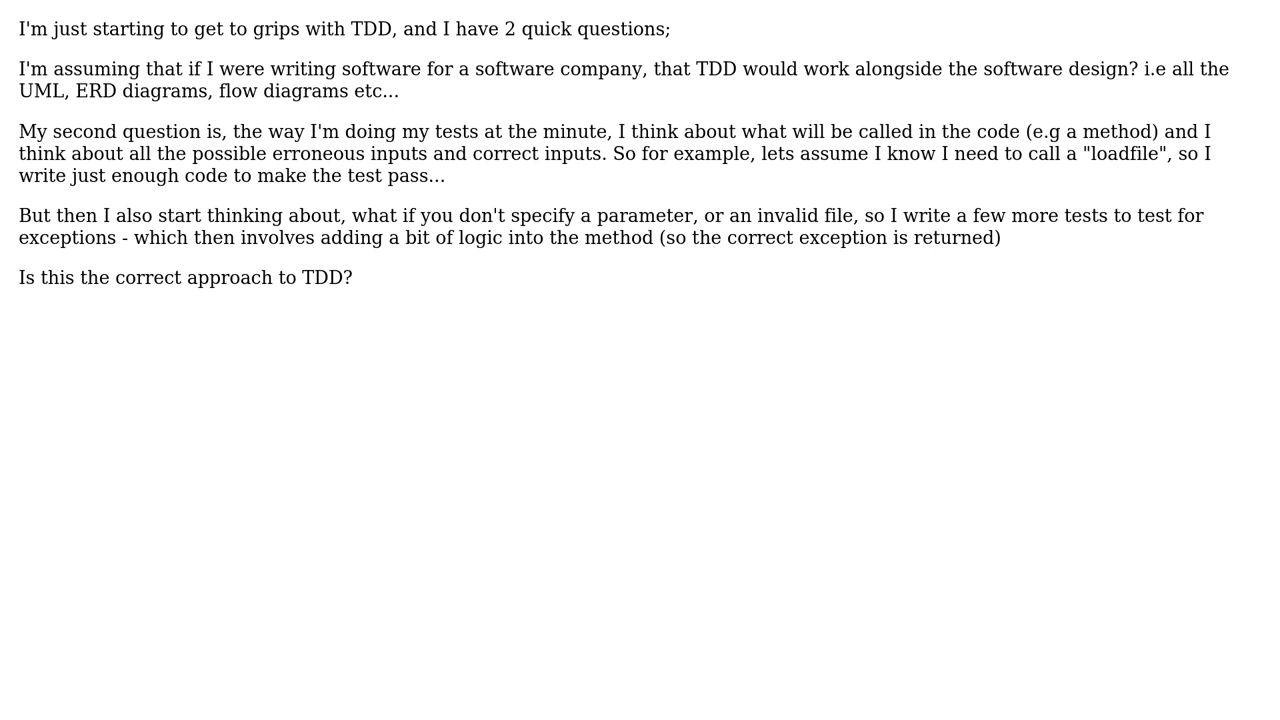 I'm just starting to get to grips with TDD, and I have 2 quick questions;
I'm assuming that if I were writing software for a software company, that TDD would work alongside the software design? i.e all the
UML, ERD diagrams, flow diagrams etc...
My second question is, the way I'm doing my tests at the minute, I think about what will be called in the code (e.g a method) and I
think about all the possible erroneous inputs and correct inputs. So for example, lets assume I know I need to call a "loadfile", so I
write just enough code to make the test pass...
But then I also start thinking about, what if you don't specify a parameter, or an invalid file, so I write a few more tests to test for
exceptions - which then involves adding a bit of logic into the method (so the correct exception is returned)
Is this the correct approach to TDD?